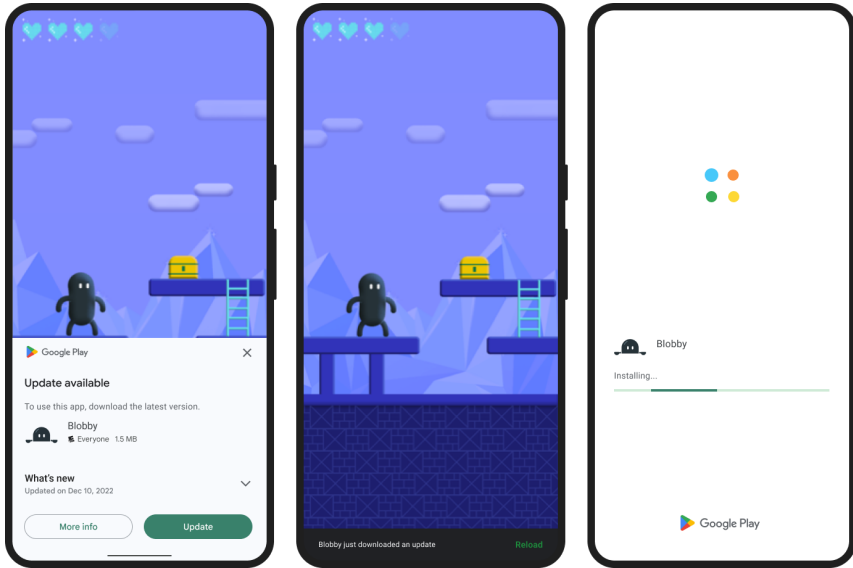 Google Play
Update available
To use this app, download the latest version.
Blobby
Everyone 1.5 MB
What's new
Updated on Dec 10, 2022
More info
Update
Blobby just downloaded an update
Reload
Blobby
Installing...
Google Play